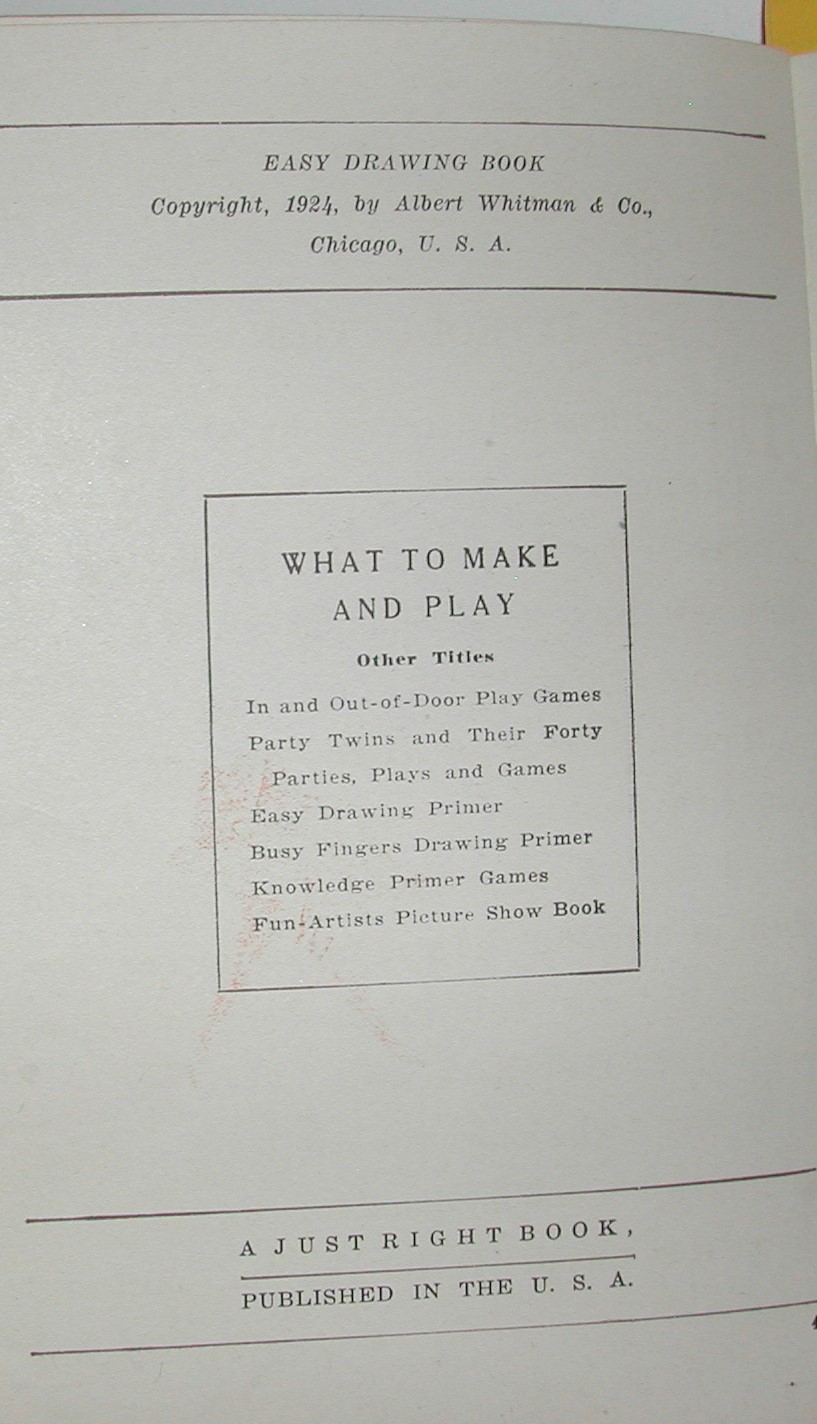 EASY DRAWING BOOK
Copyright, 1924, by Albert Whitman & Co.,
Chicago, U. S. A.
WHAT TO MAKE
AND PLAY
Other Titles
In and Out-of-Door Play Games
Party Twins and Their Forty
Parties, Plays and Games
Easy Drawing Primer
Busy Fingers Drawing Primer
Knowledge Primer Games
Fun-Artists Picture Show Book
A JUST RIGHT BOOK,
PUBLISHED IN THE U. S. A.